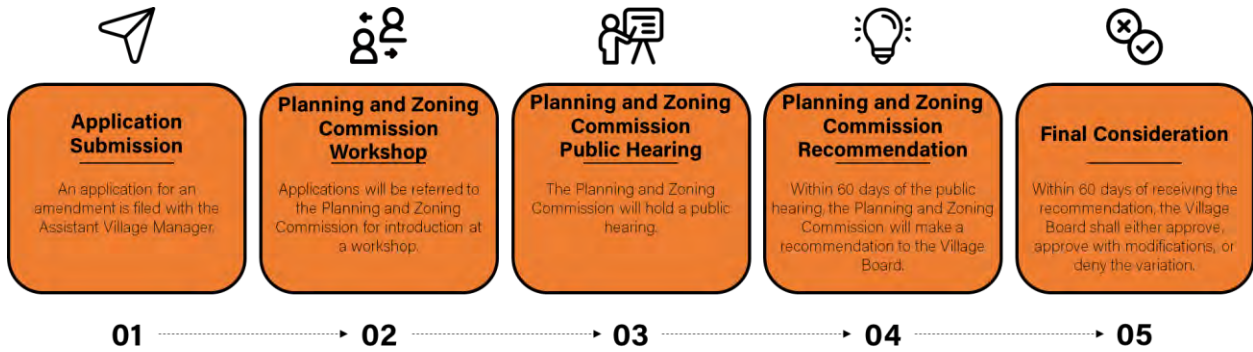 Application
Submission
An application for an
amendment is filed with the
Assistant Village Manager.
Planning and Zoning
Commission
Workshop
Applications will be referred to
the Planning and Zoning
Commission for introduction at
a workshop.
Planning and Zoning
Commission
Public Hearing
The Planning and Zoning
Commission will hold a public
hearing.
Planning and Zoning
Commission
Recommendation
Within 60 days of the public
hearing, the Planning and Zoning
Commission will make a
recommendation to the Village
Board.
Final Consideration
Within 60 days of receiving the
recommendation, the Village
Board shall either approve,
approve with modifications, or
deny the variation.
01
02
03
04
05